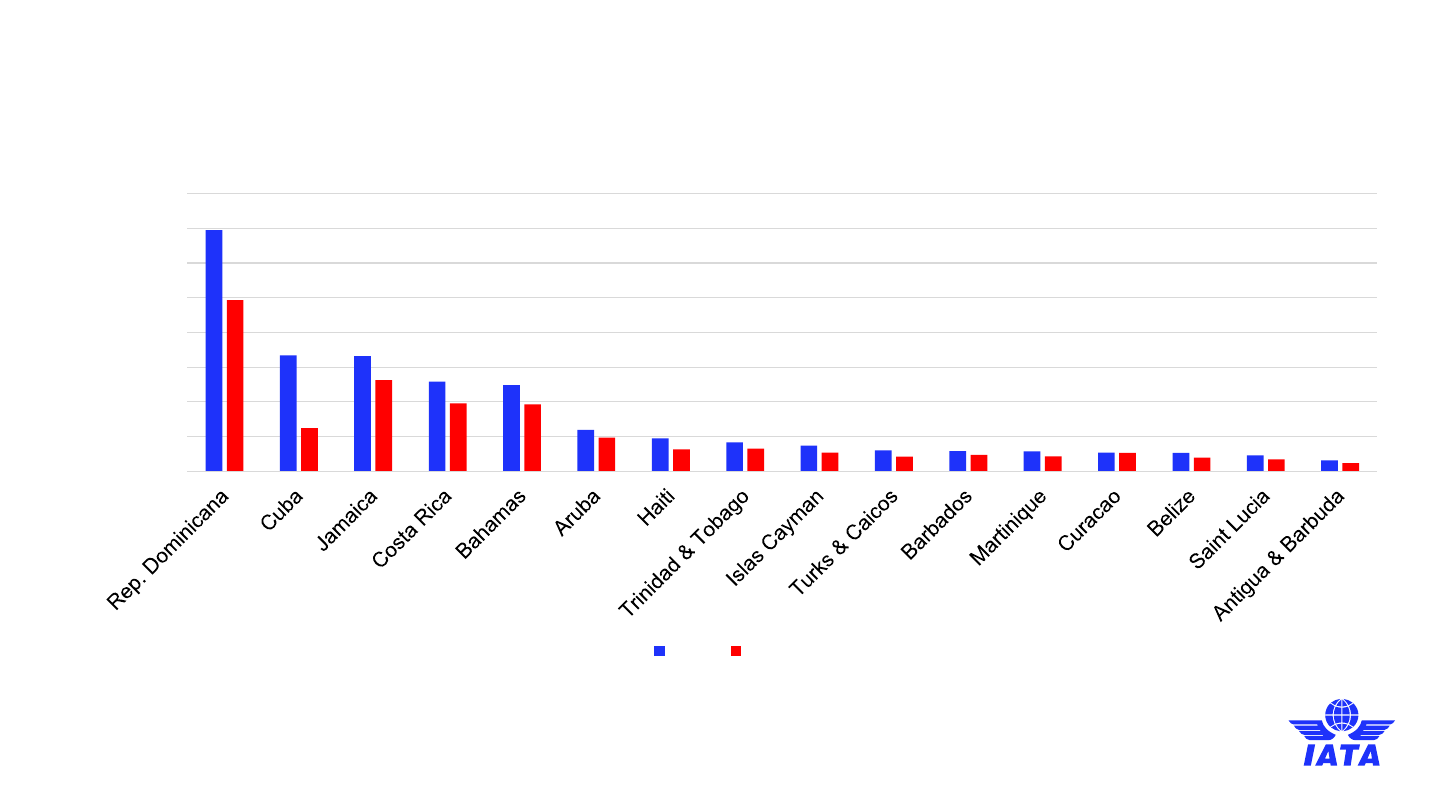 Rep. Dominicana
Cuba
Jamaica
Costa Rica
Bahamas
Aruba
Haiti
Trinidad & Tobago
Islas Cayman
Turks & Caicos
Barbados
Martinique
Curacao
Belize
Saint Lucia
Antigua & Barbuda
IATA